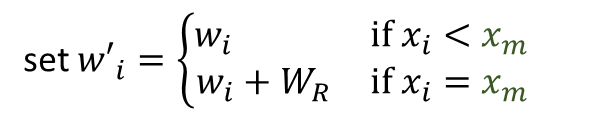 set w'ᵢ = { wᵢ if xᵢ < xₘ
wᵢ + W_R if xᵢ = xₘ